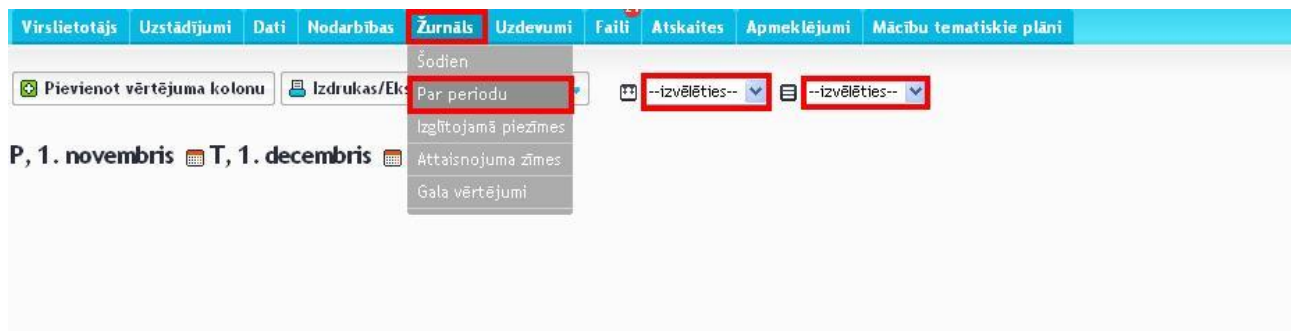 Virslietotājs Uzstādījumi Dati Nodarbības Žurnāls Uzdevumi Faili Atskaites Apmeklējumi Mācību tematiskie plāni
Šodien
Pievienot vērtējuma kolonu Izdrukas/Eks Par periodu --izvēlēties-- --izvēlēties--
Izglītojamā piezīmes
P, 1. novembris T, 1. decembris Attaisnojuma zīmes
Gala vērtējumi